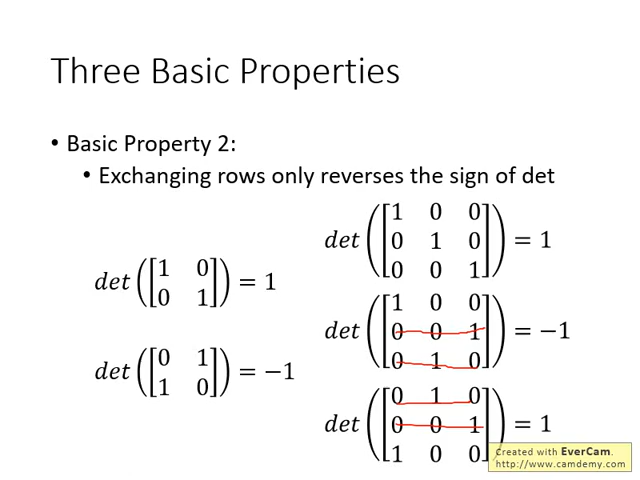 Three Basic Properties
• Basic Property 2:
• Exchanging rows only reverses the sign of det
det ([1 0
0 1]) = 1
det ([0 1
1 0]) = −1
det ([1 0 0
0 1 0
0 0 1]) = 1
det ([1 0 0
0 0 1
0 1 0]) = −1
det ([0 1 0
0 0 1
1 0 0]) = 1
Created with EverCam.
http://www.camdemy.com